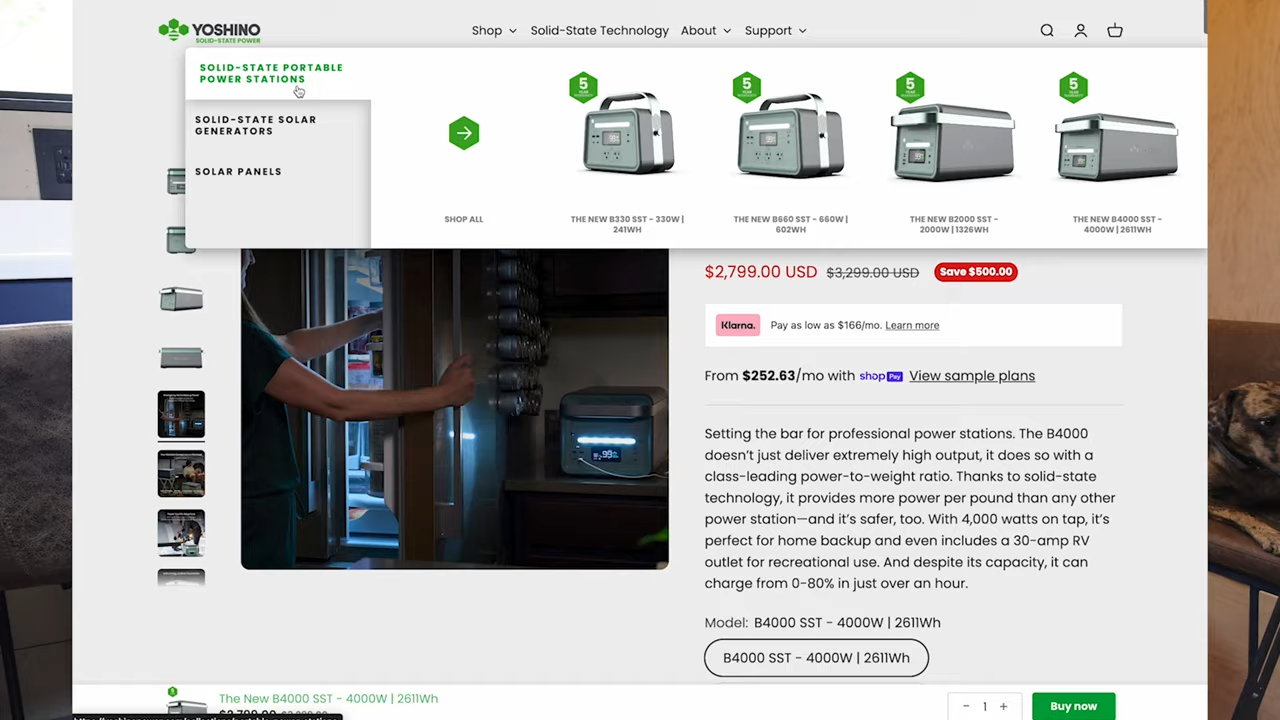 YOSHINO
SOLID-STATE POWER
Shop
Solid-State Technology
About
Support
SOLID-STATE PORTABLE
POWER STATIONS
SOLID-STATE SOLAR
GENERATORS
SOLAR PANELS
SHOP ALL
5
5
5
5
THE NEW B330 SST - 330W |
241WH
THE NEW B660 SST - 660W |
602WH
THE NEW B2000 SST -
2000W | 1326WH
THE NEW B4000 SST -
4000W | 2611WH
$2,799.00 USD $3,299.00 USD Save $500.00
Klarna. Pay as low as $166/mo. Learn more
From $252.63/mo with shop Pay View sample plans
Setting the bar for professional power stations. The B4000
doesn't just deliver extremely high output, it does so with a
class-leading power-to-weight ratio. Thanks to solid-state
technology, it provides more power per pound than any other
power station—and it's safer, too. With 4,000 watts on tap, it's
perfect for home backup and even includes a 30-amp RV
outlet for recreational use. And despite its capacity, it can
charge from 0-80% in just over an hour.
Model: B4000 SST - 4000W | 2611Wh
B4000 SST - 4000W | 2611Wh
99
5
The New B4000 SST - 4000W | 2611Wh
- 1 +
Buy now